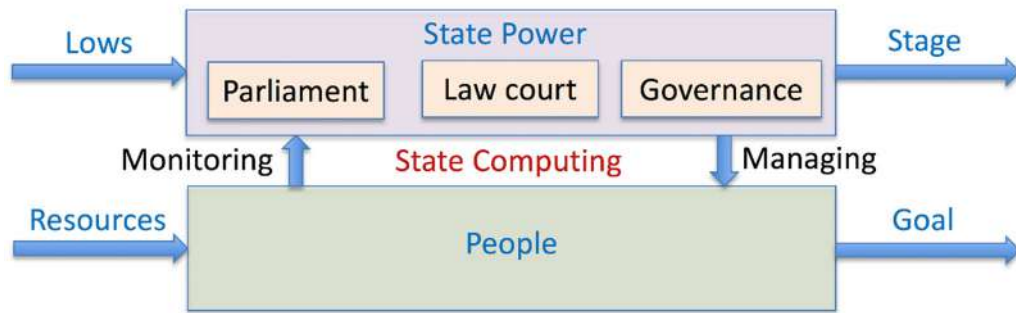 Lows
State Power
Stage
Parliament
Law court
Governance
Monitoring
State Computing
Managing
Resources
People
Goal